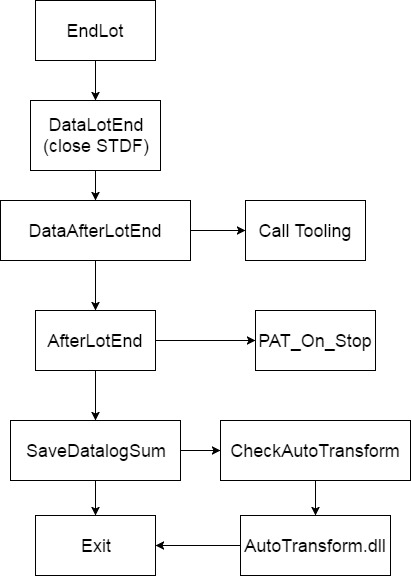 EndLot
DataLotEnd
(close STDF)
DataAfterLotEnd
Call Tooling
AfterLotEnd
PAT_On_Stop
SaveDatalogSum
CheckAutoTransform
Exit
AutoTransform.dll